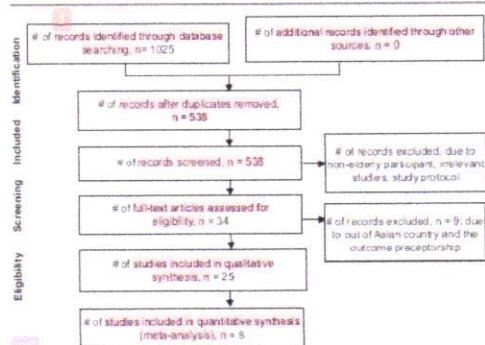 # of records identified through database
searching, n= 1025
# of additional records identified through other
sources, n = 0
Identification
# of records after duplicates removed,
n = 538
Included
# of records screened, n = 538
# of records excluded, due to
non-elderly participant, irrelevant
studies, study protocol
Screening
# of full-text articles assessed for
eligibility, n = 34
# of records excluded, n = 9; due
to out of Asian country and the
outcome preceptorship
Eligibility
# of studies included in qualitative
synthesis, n = 25
# of studies included in quantitative synthesis
(meta-analysis), n = 8